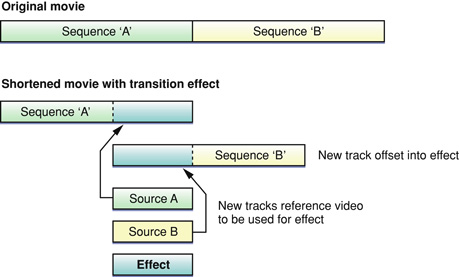 Original movie
Sequence ‘A’ Sequence ‘B’
Shortened movie with transition effect
Sequence ‘A’
Sequence ‘B’ New track offset into effect
Source A
New tracks reference video
to be used for effect
Source B
Effect